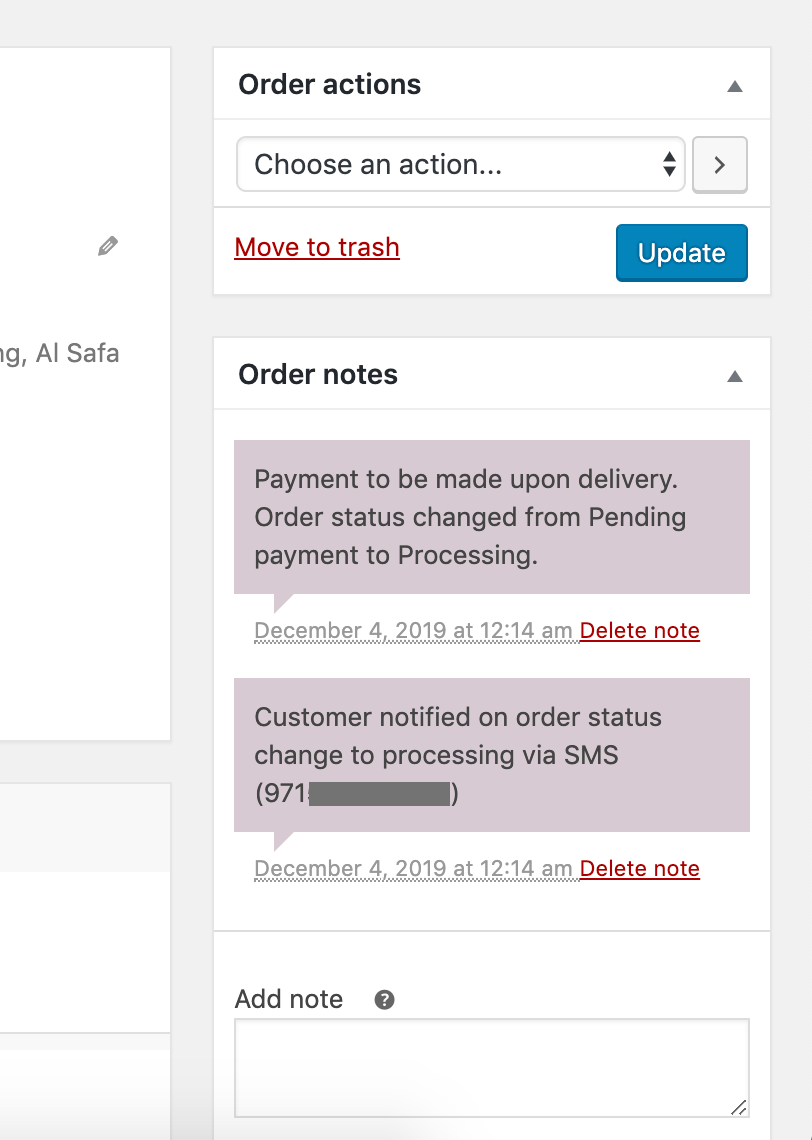 Order actions
Choose an action...
Move to trash
Update
ng, Al Safa
Order notes
Payment to be made upon delivery.
Order status changed from Pending
payment to Processing.
December 4, 2019 at 12:14 am Delete note
Customer notified on order status
change to processing via SMS
(971 )
December 4, 2019 at 12:14 am Delete note
Add note